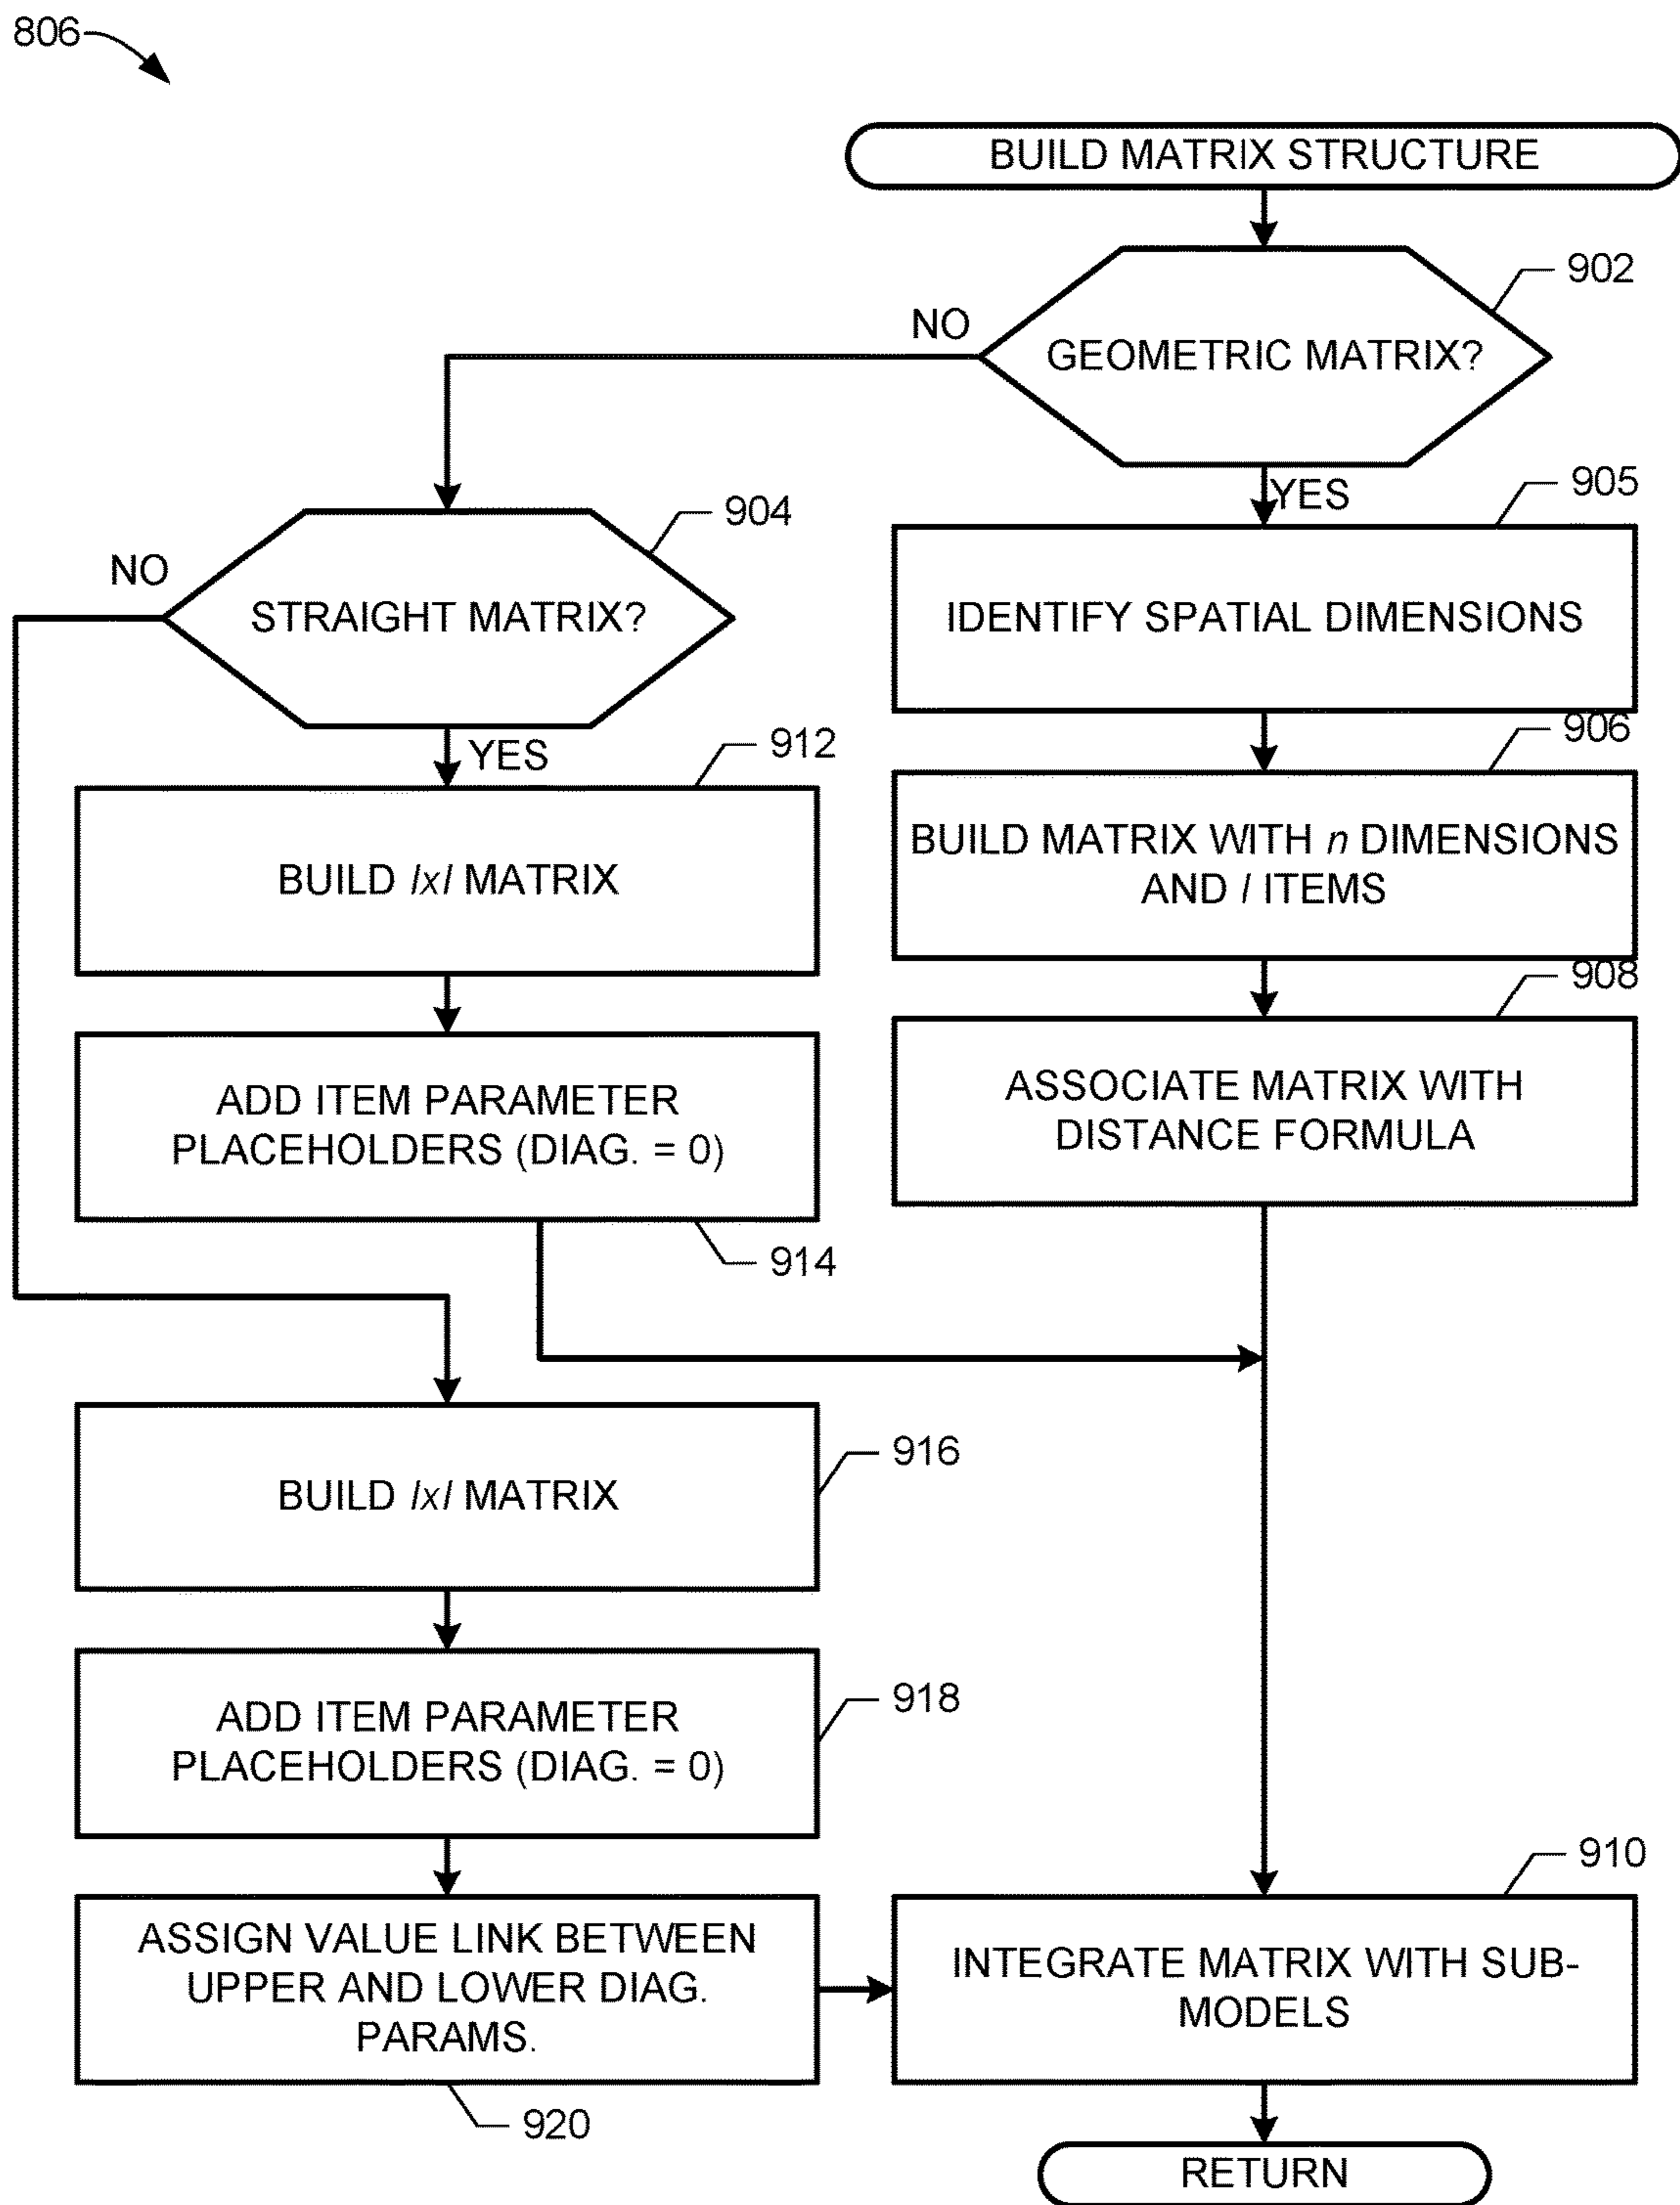 806
BUILD MATRIX STRUCTURE
902
NO
GEOMETRIC MATRIX?
YES
905
904
NO
STRAIGHT MATRIX?
IDENTIFY SPATIAL DIMENSIONS
YES
912
906
BUILD IxI MATRIX
BUILD MATRIX WITH n DIMENSIONS
AND I ITEMS
908
ADD ITEM PARAMETER
PLACEHOLDERS (DIAG. = 0)
ASSOCIATE MATRIX WITH
DISTANCE FORMULA
914
916
BUILD IxI MATRIX
918
ADD ITEM PARAMETER
PLACEHOLDERS (DIAG. = 0)
910
ASSIGN VALUE LINK BETWEEN
UPPER AND LOWER DIAG.
PARAMS.
INTEGRATE MATRIX WITH SUB-
MODELS
920
RETURN